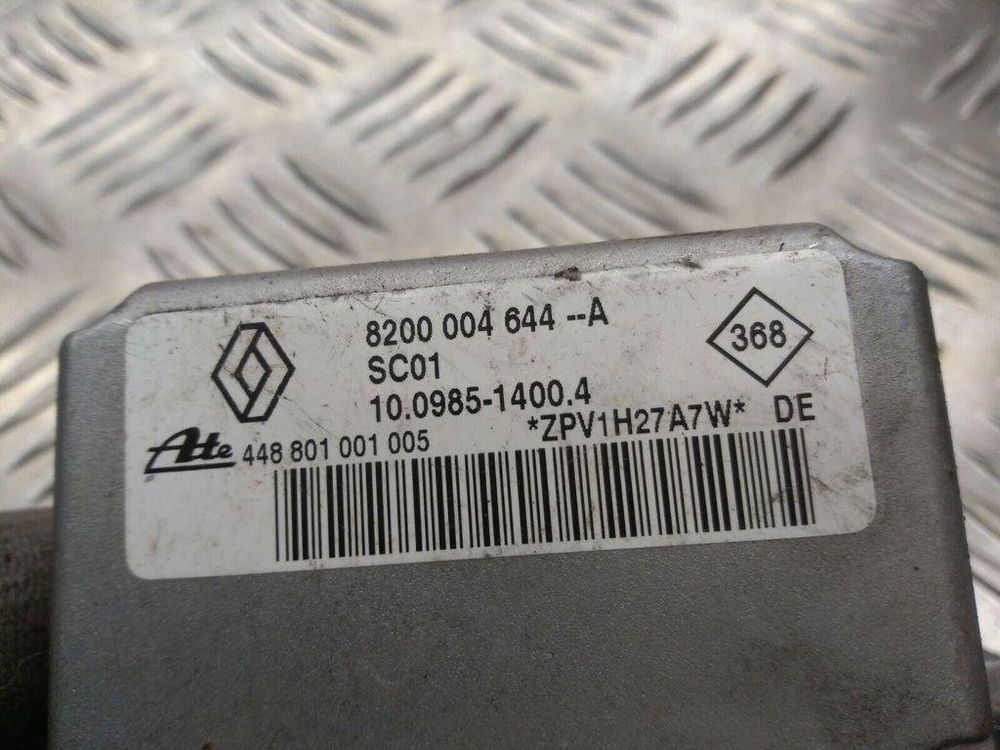 8200 004 644 --A
368
SC01
10.0985-1400.4
*ZPV1H27A7W* DE
Ate 448 801 001 005